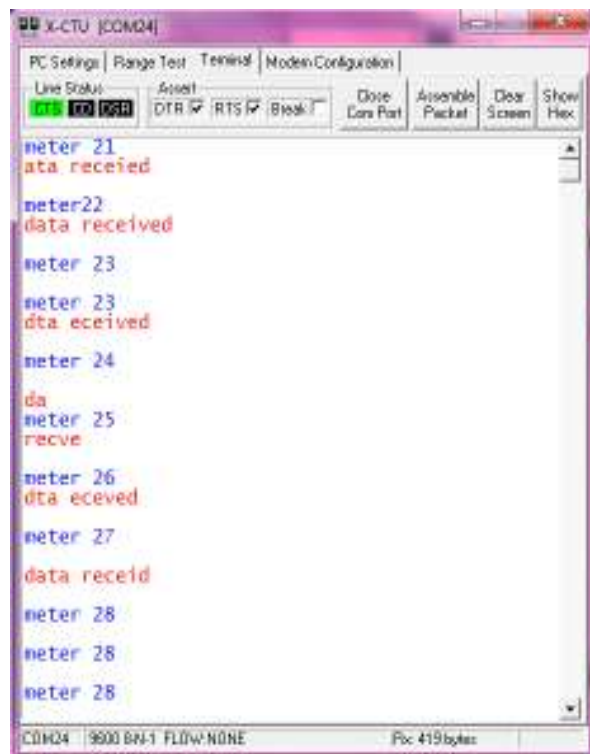 X-CTU [COM24]
PC Settings Range Test Terminal Modem Configuration
Line Status Assert
CTS CD DSR DTR RTS Break Close Com Port Assemble Packet Clear Screen Show Hex
meter 21
ata receied
meter22
data received
meter 23
meter 23
dta eceived
meter 24
da
meter 25
recve
meter 26
dta eceved
meter 27
data receid
meter 28
meter 28
meter 28
COM24 9600 8-N-1 FLOW:NONE Rx: 419 bytes